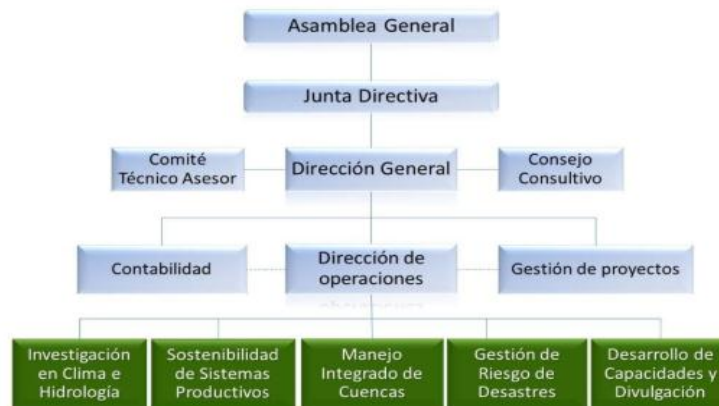 Asamblea General
Junta Directiva
Comité
Técnico Asesor
Dirección General
Consejo
Consultivo
Contabilidad
Dirección de
operaciones
Gestión de proyectos
Investigación
en Clima e
Hidrología
Sostenibilidad
de Sistemas
Productivos
Manejo
Integrado de
Cuencas
Gestión de
Riesgo de
Desastres
Desarrollo de
Capacidades y
Divulgación